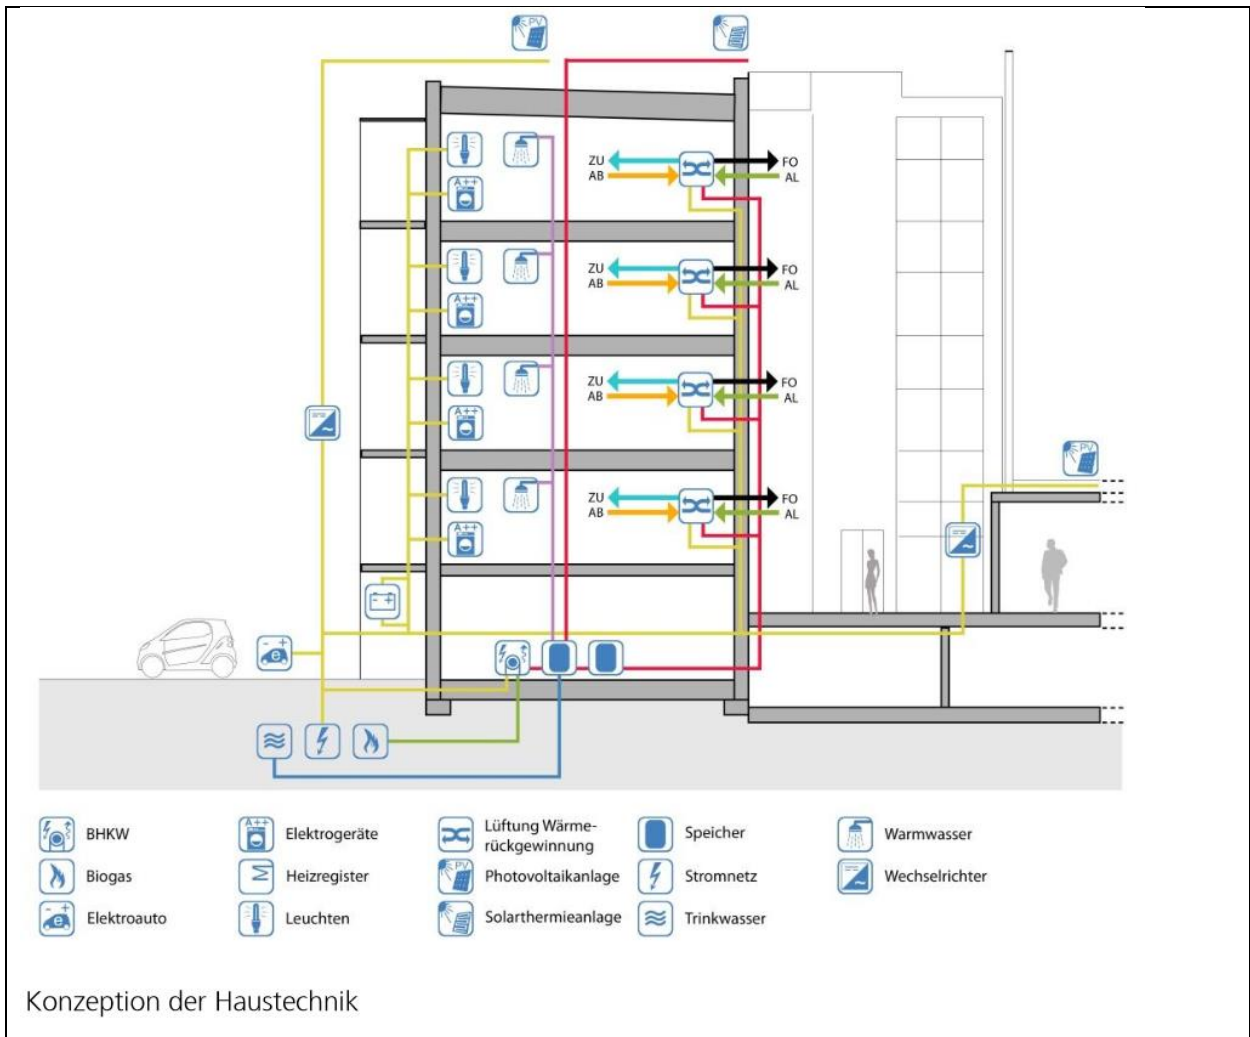 PV
ZU
AB
FO
AL
A++
ZU
AB
FO
AL
A++
ZU
AB
FO
AL
A++
PV
ZU
AB
FO
AL
A++
e
BHKW
A++
Elektrogeräte
Lüftung Wärme-
rückgewinnung
Speicher
Warmwasser
Biogas
Heizregister
PV
Photovoltaikanlage
Stromnetz
Wechselrichter
e
Elektroauto
Leuchten
Solarthermieanlage
Trinkwasser
Konzeption der Haustechnik